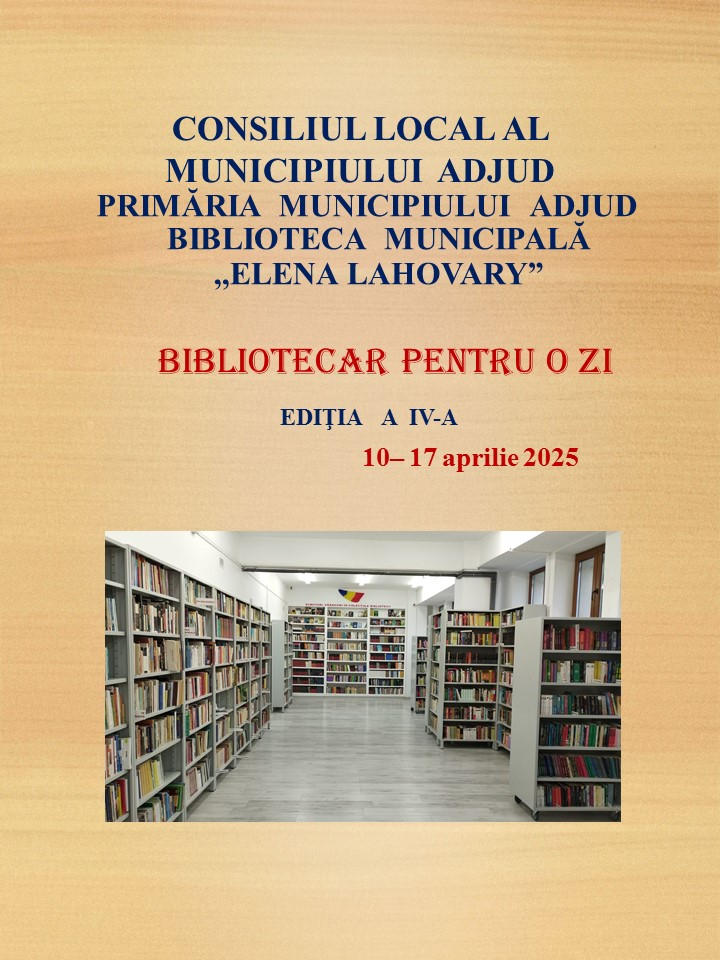 CONSILIUL LOCAL AL
MUNICIPIULUI ADJUD
PRIMĂRIA MUNICIPIULUI ADJUD
BIBLIOTECA MUNICIPALĂ
„ELENA LAHOVARY”
BIBLIOTECAR PENTRU O ZI
EDIŢIA A IV-A
10– 17 aprilie 2025